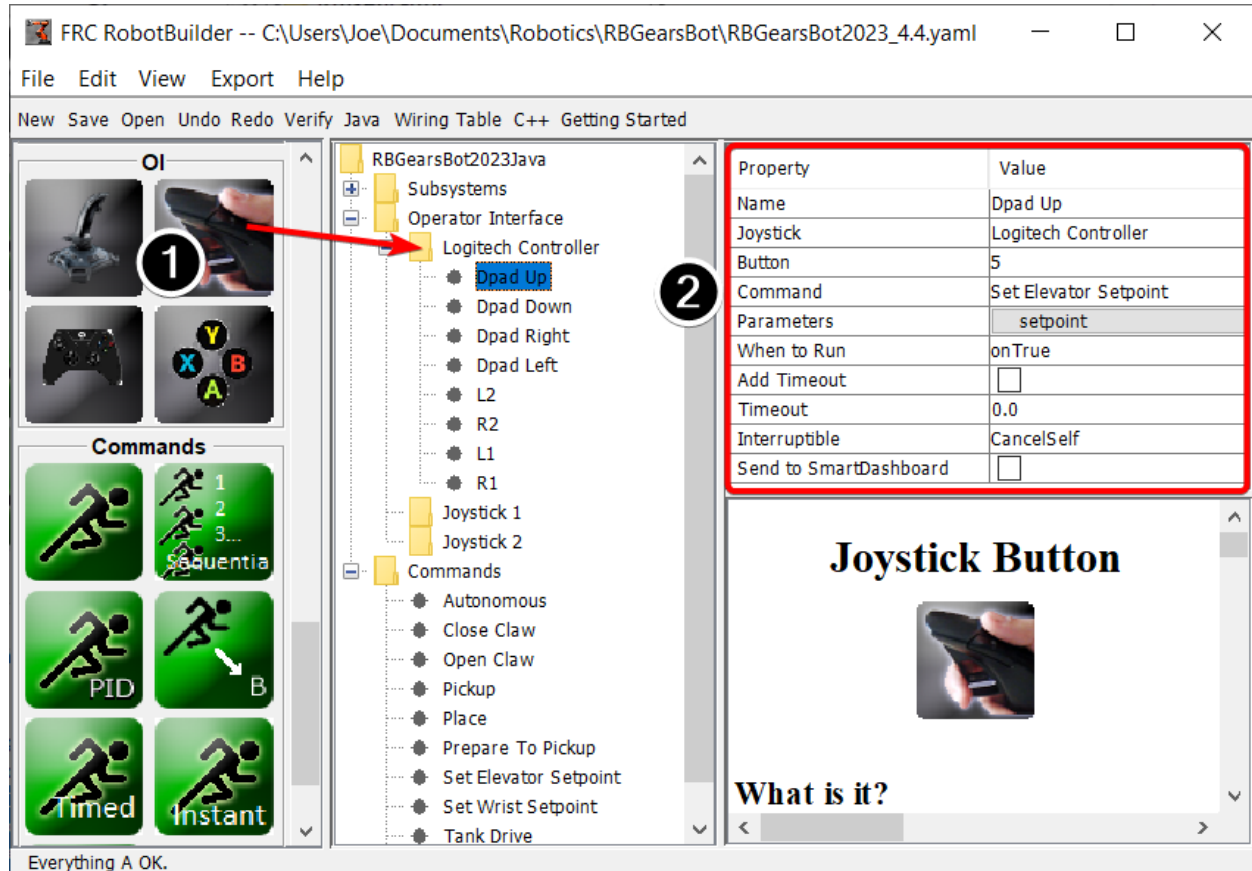 FRC RobotBuilder -- C:\Users\Joe\Documents\Robotics\RBGearsBot\RBGearsBot2023_4.4.yaml
File Edit View Export Help
New Save Open Undo Redo Verify Java Wiring Table C++ Getting Started
OI
1
Y
X B
A
Commands
1
2
3...
Sequentia
PID
B
Timed
Instant
RBGearsBot2023Java
Subsystems
Operator Interface
Logitech Controller
Dpad Up
Dpad Down
Dpad Right
Dpad Left
L2
R2
L1
R1
Joystick 1
Joystick 2
Commands
Autonomous
Close Claw
Open Claw
Pickup
Place
Prepare To Pickup
Set Elevator Setpoint
Set Wrist Setpoint
Tank Drive
2
Property Value
Name Dpad Up
Joystick Logitech Controller
Button 5
Command Set Elevator Setpoint
Parameters setpoint
When to Run onTrue
Add Timeout
Timeout 0.0
Interruptible CancelSelf
Send to SmartDashboard
Joystick Button
What is it?
Everything A OK.